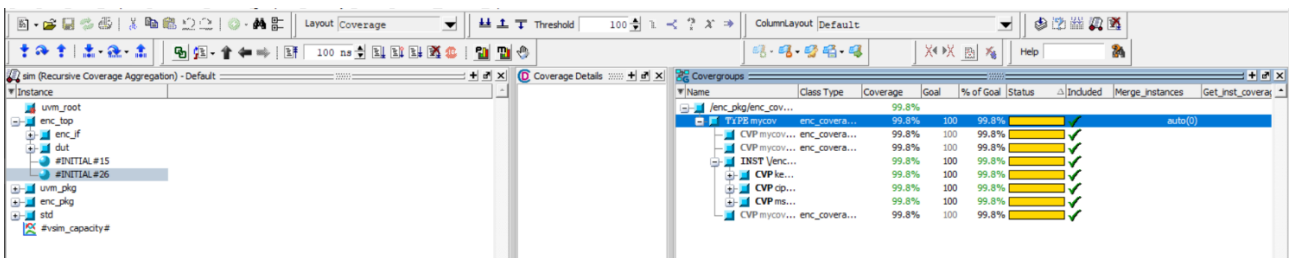 Layout Coverage Threshold 100 ColumnLayout Default
100 ns Help
sim (Recursive Coverage Aggregation) - Default Coverage Details Covergroups
Instance Name Class Type Coverage Goal % of Goal Status Included Merge_instances Get_inst_coverag
uvm_root /enc_pkg/enc_cov... 99.8%
enc_top TYPE mycov enc_covera... 99.8% 100 99.8% auto(0)
enc_if CVP mycov... enc_covera... 99.8% 100 99.8%
dut CVP mycov... enc_covera... 99.8% 100 99.8%
#INITIAL#15 INST \/enc... 99.8% 100 99.8%
#INITIAL#26 CVP ke... 99.8% 100 99.8%
uvm_pkg CVP cip... 99.8% 100 99.8%
enc_pkg CVP ms... 99.8% 100 99.8%
std CVP mycov... enc_covera... 99.8% 100 99.8%
#vsim_capacity#